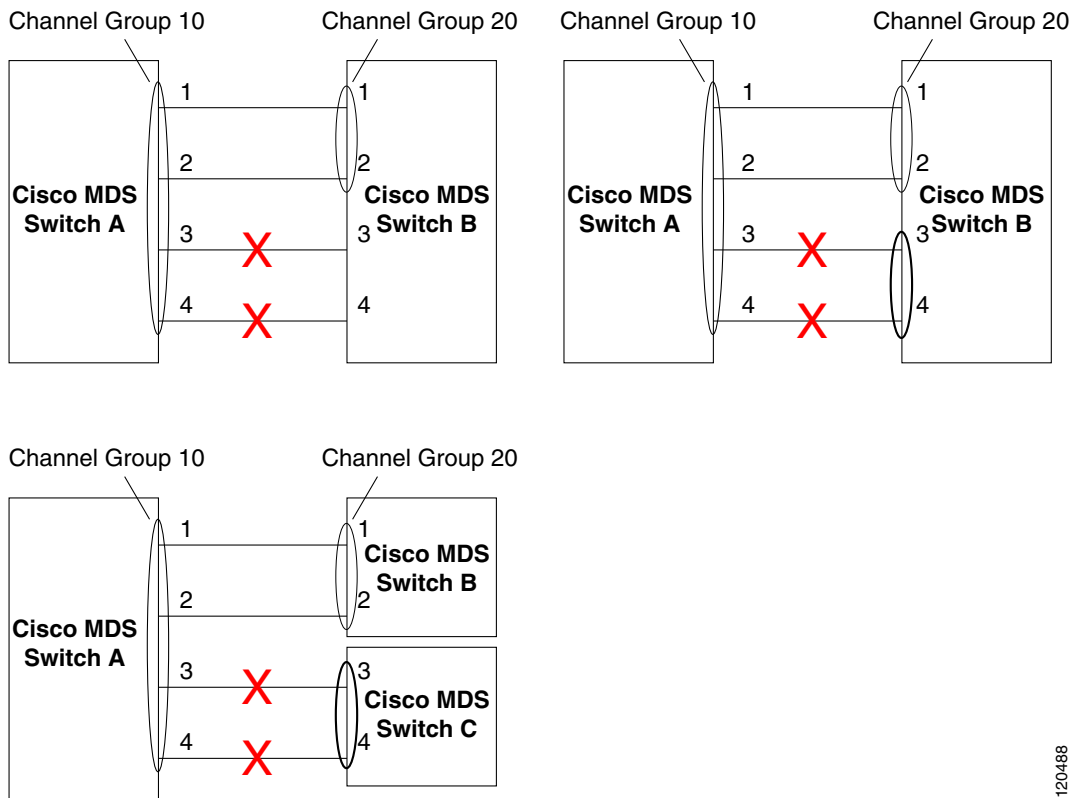 Channel Group 10
Channel Group 20
1
1
2
2
Cisco MDS
Switch A
Cisco MDS
Switch B
3
3
X
4
4
X
Channel Group 10
Channel Group 20
1
1
2
2
Cisco MDS
Switch A
Cisco MDS
Switch B
3
3
X
4
4
X
Channel Group 10
Channel Group 20
1
1
Cisco MDS
Switch B
2
2
Cisco MDS
Switch A
3
3
X
Cisco MDS
Switch C
4
4
X
120488